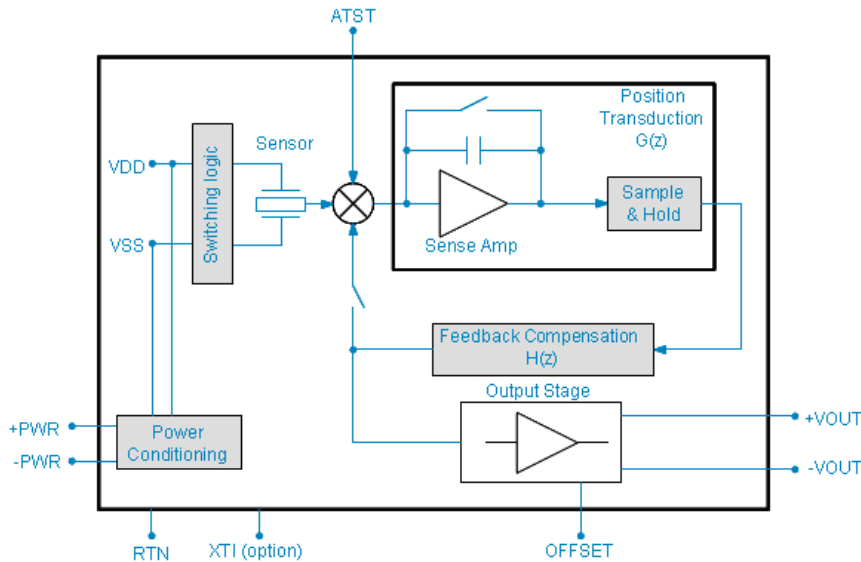 ATST
Position
Transduction
G(z)
Sensor
VDD
Switching logic
Sample
& Hold
VSS
Sense Amp
Feedback Compensation
H(z)
Output Stage
+PWR
Power
Conditioning
-PWR
+VOUT
-VOUT
RTN
XTI (option)
OFFSET